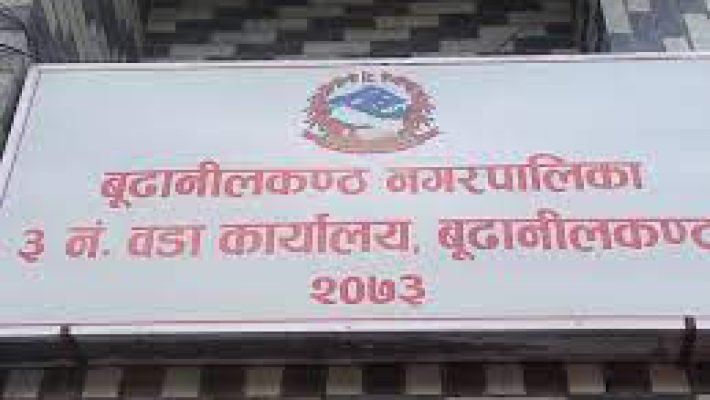 बूढानीलकण्ठ नगरपालिका
३ नं. वडा कार्यालय, बूढानीलकण्ठ
२०७३